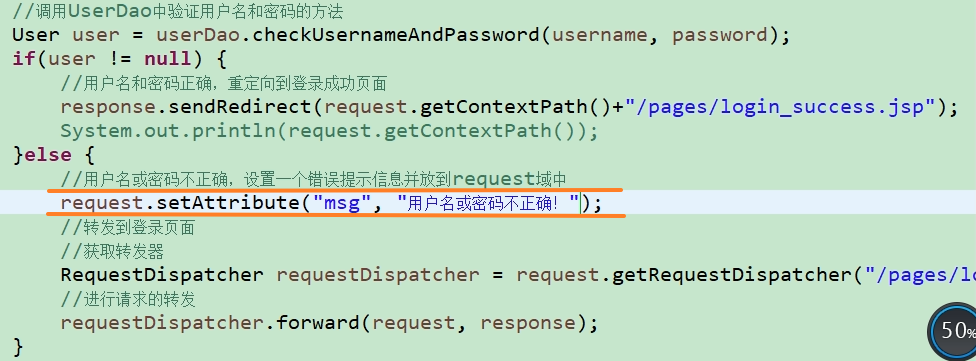 //调用UserDao中验证用户名和密码的方法
User user = userDao.checkUsernameAndPassword(username, password);
if(user != null) {
//用户名和密码正确，重定向到登录成功页面
response.sendRedirect(request.getContextPath()+"/pages/login_success.jsp");
System.out.println(request.getContextPath());
}else {
//用户名或密码不正确，设置一个错误提示信息并放到request域中
request.setAttribute("msg", "用户名或密码不正确！");
//转发到登录页面
//获取转发器
RequestDispatcher requestDispatcher = request.getRequestDispatcher("/pages/
//进行请求的转发
requestDispatcher.forward(request, response);
}
50%